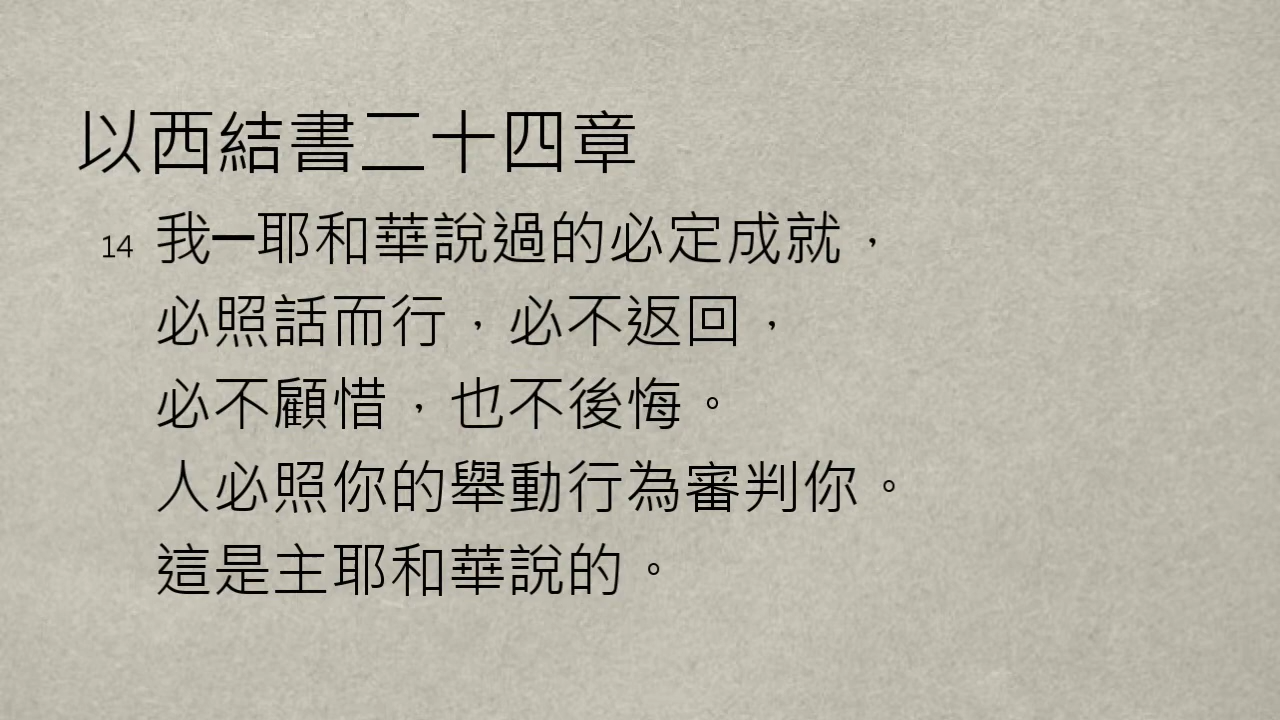 以西結書二十四章
14 我─耶和華說過的必定成就，
必照話而行，必不返回，
必不顧惜，也不後悔。
人必照你的舉動行為審判你。
這是主耶和華說的。